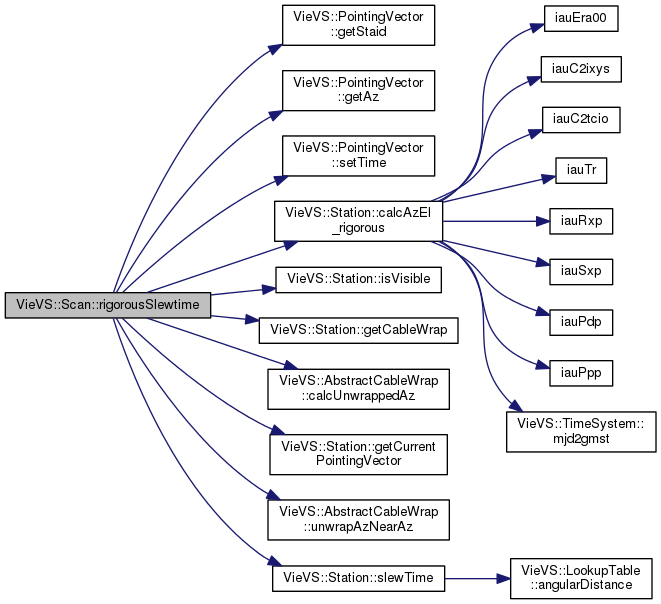 VieVS::Scan::rigorousSlewtime
VieVS::PointingVector
::getStaid
VieVS::PointingVector
::getAz
VieVS::PointingVector
::setTime
VieVS::Station::calcAzEl
_rigorous
VieVS::Station::isVisible
VieVS::Station::getCableWrap
VieVS::AbstractCableWrap
::calcUnwrappedAz
VieVS::Station::getCurrent
PointingVector
VieVS::AbstractCableWrap
::unwrapAzNearAz
VieVS::Station::slewTime
iauEra00
iauC2ixys
iauC2tcio
iauTr
iauRxp
iauSxp
iauPdp
iauPpp
VieVS::TimeSystem::
mjd2gmst
VieVS::LookupTable
::angularDistance